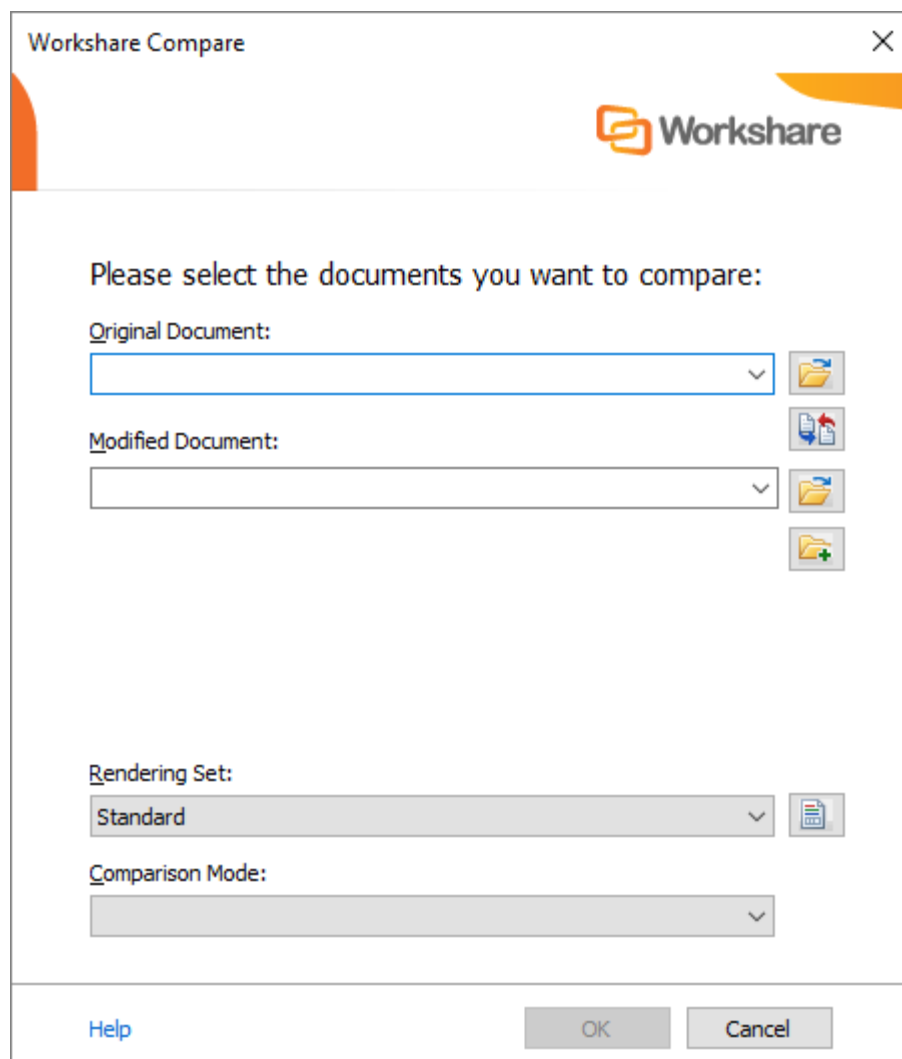 Workshare Compare
Workshare
Please select the documents you want to compare:
Original Document:
Modified Document:
Rendering Set:
Standard
Comparison Mode:
Help OK Cancel